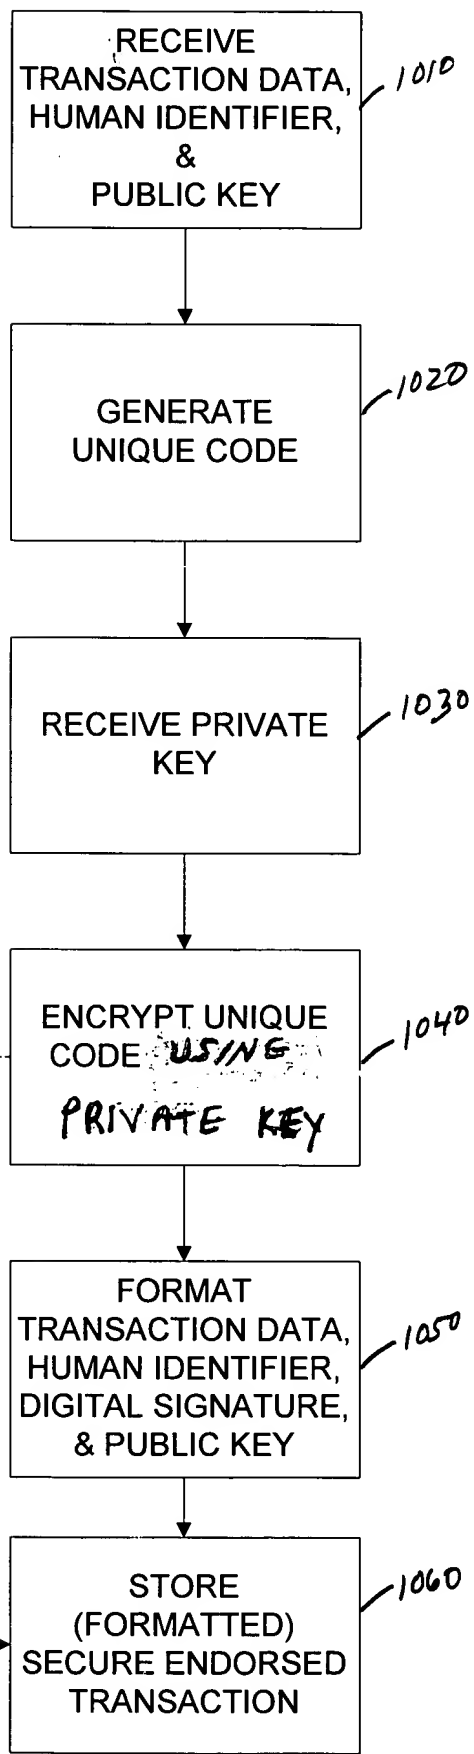 RECEIVE
TRANSACTION DATA,
HUMAN IDENTIFIER,
&
PUBLIC KEY
1010
GENERATE
UNIQUE CODE
1020
RECEIVE PRIVATE
KEY
1030
ENCRYPT UNIQUE
CODE USING
PRIVATE KEY
1040
FORMAT
TRANSACTION DATA,
HUMAN IDENTIFIER,
DIGITAL SIGNATURE,
& PUBLIC KEY
1050
STORE
(FORMATTED)
SECURE ENDORSED
TRANSACTION
1060